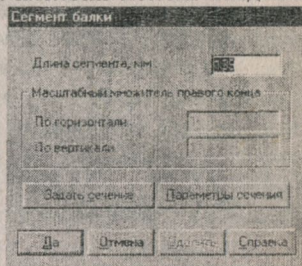 Сегмент балки
Длина сегмента, мм
Масштабный множитель правого конца
По горизонтали
По вертикали
Задать сечение Параметры сечения
Да Отмена Удалить Справка